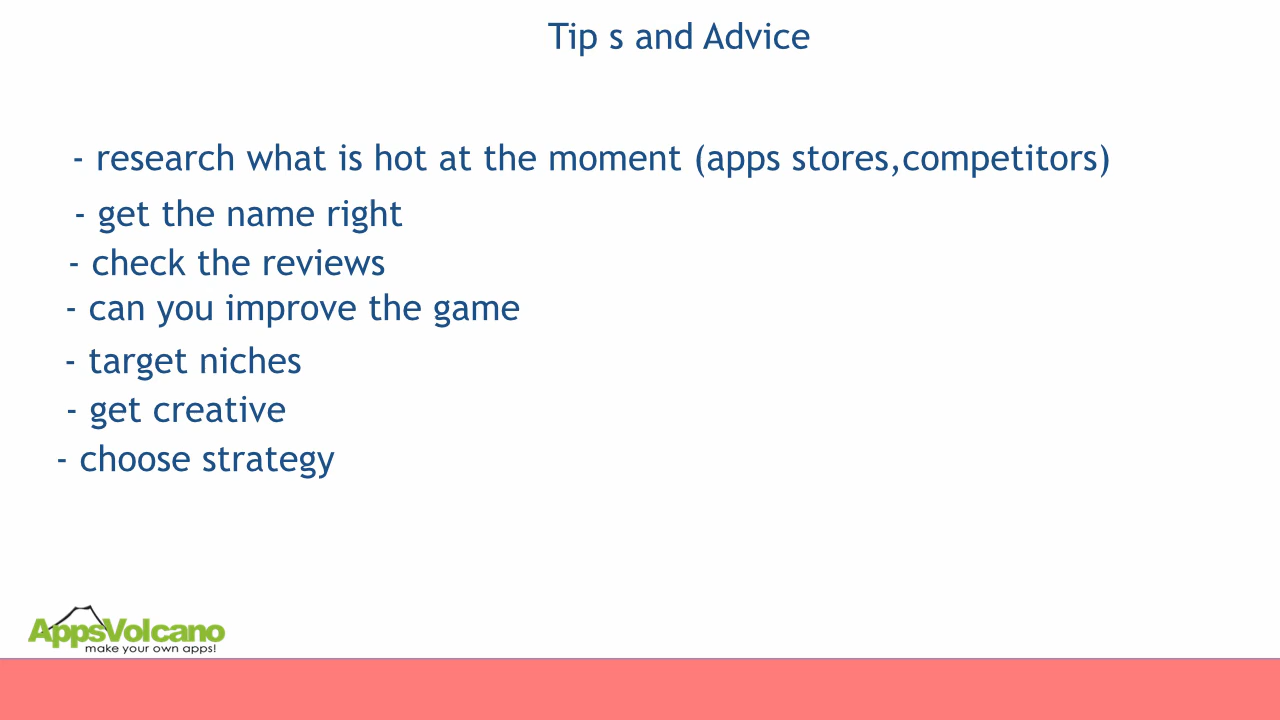 Tip s and Advice
- research what is hot at the moment (apps stores,competitors)
- get the name right
- check the reviews
- can you improve the game
- target niches
- get creative
- choose strategy
AppsVolcano
make your own apps!